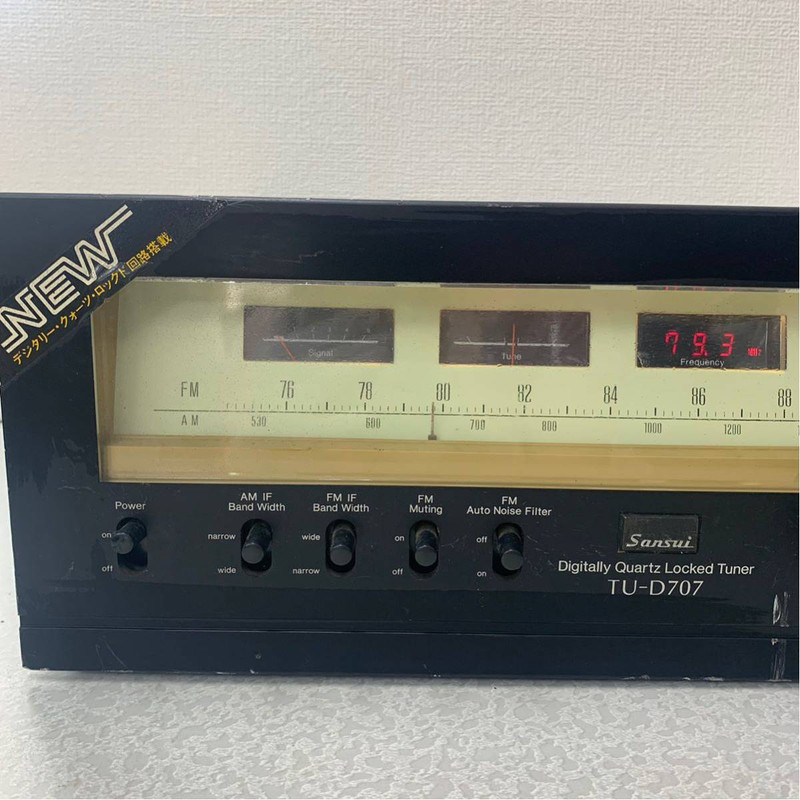 NEW
デジタリー・クォーツ・ロックド回路搭載
Signal
Tune
79.3 MHz
Frequency
FM 76 78 80 82 84 86 88
AM 530 600 700 800 1000 1200
Power
on
off
AM IF
Band Width
narrow
wide
FM IF
Band Width
wide
narrow
FM
Muting
on
off
FM
Auto Noise Filter
off
on
Sansui
Digitally Quartz Locked Tuner
TU-D707